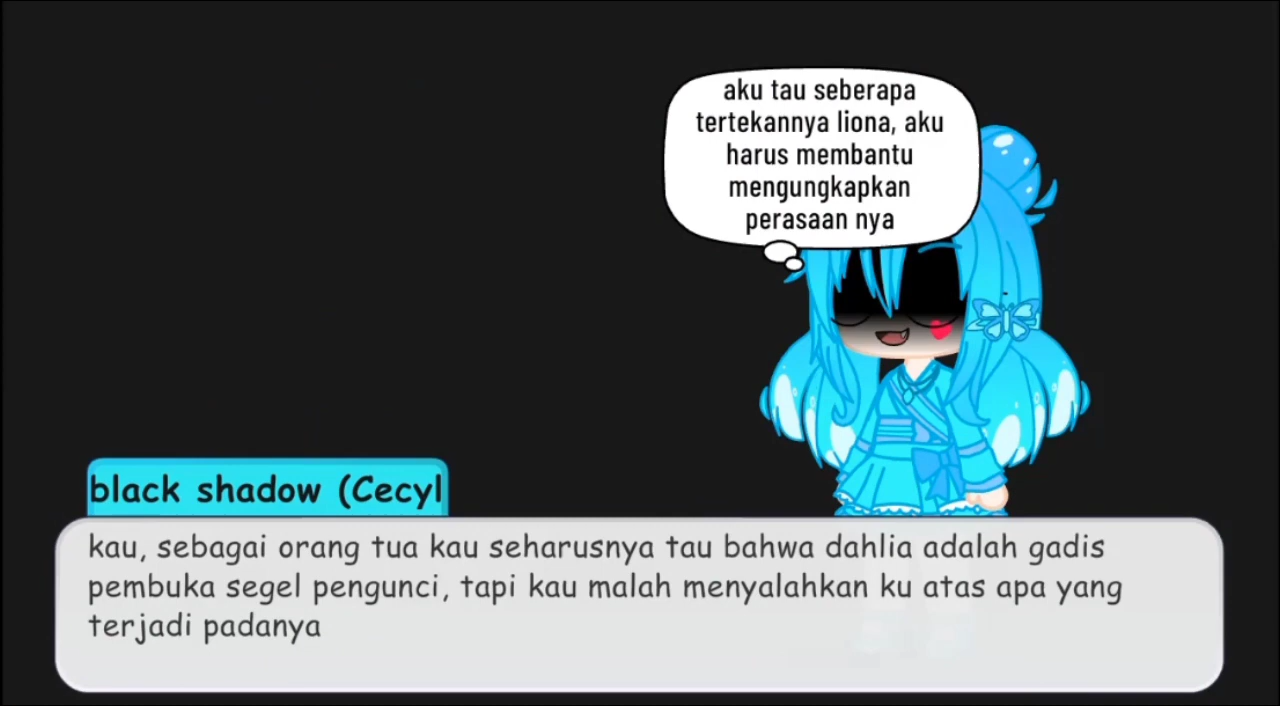 aku tau seberapa
tertekannya liona, aku
harus membantu
mengungkapkan
perasaan nya
black shadow (Cecyl
kau, sebagai orang tua kau seharusnya tau bahwa dahlia adalah gadis
pembuka segel pengunci, tapi kau malah menyalahkan ku atas apa yang
terjadi padanya